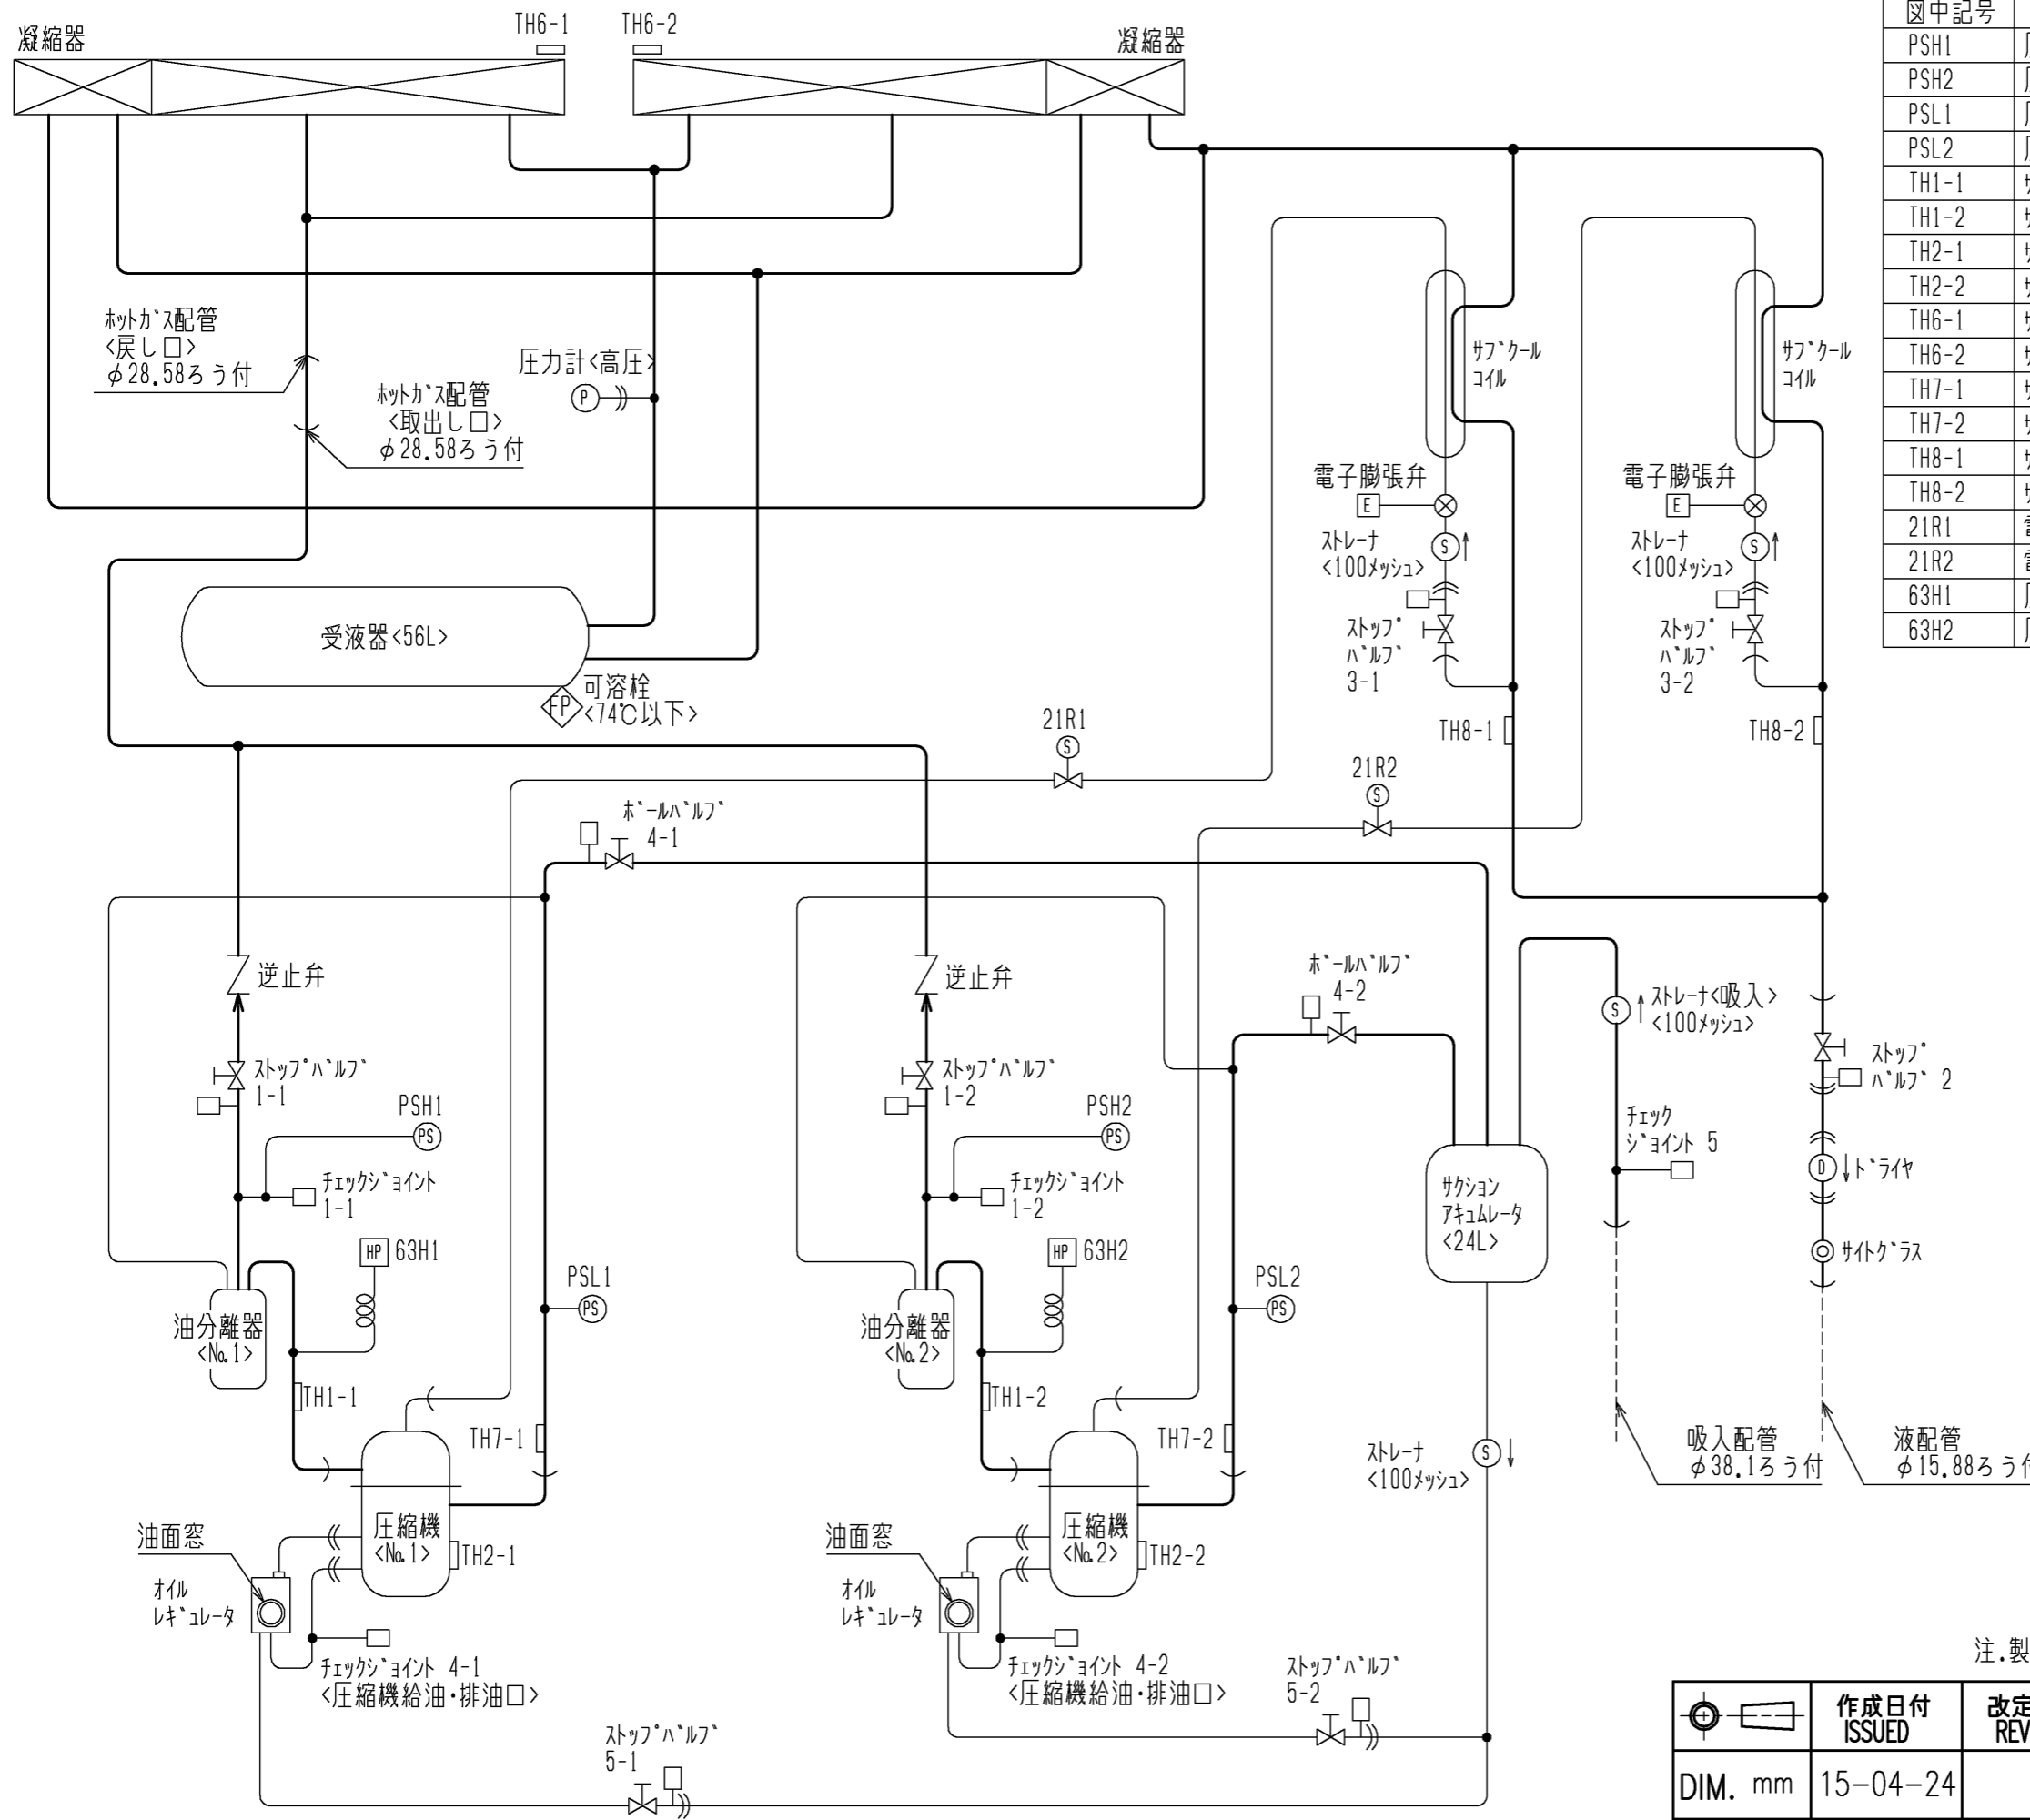 TH6-1
TH6-2
凝縮器
凝縮器
ホットガス配管
<戻し口>
φ28.58ろう付
ホットガス配管
<取出し口>
φ28.58ろう付
圧力計<高圧>
P
サブクール
コイル
サブクール
コイル
電子膨張弁
E
電子膨張弁
E
ストレーナ
<100メッシュ>
S
ストレーナ
<100メッシュ>
S
ストップ
バルブ
3-1
ストップ
バルブ
3-2
受液器<56L>
FP
可溶栓
<74℃以下>
TH8-1
TH8-2
21R1
S
21R2
S
ボールバルブ
4-1
逆止弁
逆止弁
ボールバルブ
4-2
S
ストレーナ<吸入>
<100メッシュ>
ストップバルブ
1-1
ストップバルブ
1-2
ストップ
バルブ 2
PSH1
PS
PSH2
PS
チェック
ジョイント 5
D
ドライヤ
チェックジョイント
1-1
チェックジョイント
1-2
サクション
アキュムレータ
<24L>
サイトグラス
HP
63H1
HP
63H2
PSL1
PS
PSL2
PS
油分離器
<No.1>
油分離器
<No.2>
TH1-1
TH1-2
TH7-1
TH7-2
ストレーナ
<100メッシュ>
S
吸入配管
φ38.1ろう付
液配管
φ15.88ろう付
圧縮機
<No.1>
圧縮機
<No.2>
TH2-1
TH2-2
油面窓
油面窓
オイル
レギュレータ
オイル
レギュレータ
チェックジョイント 4-1
<圧縮機給油・排油口>
チェックジョイント 4-2
<圧縮機給油・排油口>
ストップバルブ
5-2
ストップバルブ
5-1
図中記号
PSH1
PSH2
PSL1
PSL2
TH1-1
TH1-2
TH2-1
TH2-2
TH6-1
TH6-2
TH7-1
TH7-2
TH8-1
TH8-2
21R1
21R2
63H1
63H2
注.製
作成日付
ISSUED
改定
REV
DIM. mm
15-04-24